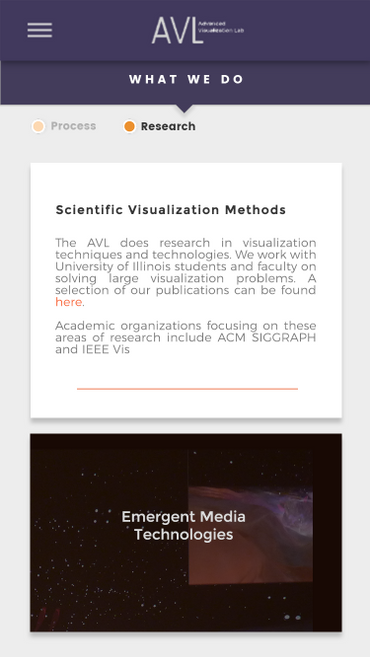 AVL Advanced
Visualization Lab
WHAT WE DO
Process Research
Scientific Visualization Methods
The AVL does research in visualization
techniques and technologies. We work with
University of Illinois students and faculty on
solving large visualization problems. A
selection of our publications can be found
here.
Academic organizations focusing on these
areas of research include ACM SIGGRAPH
and IEEE Vis
Emergent Media
Technologies